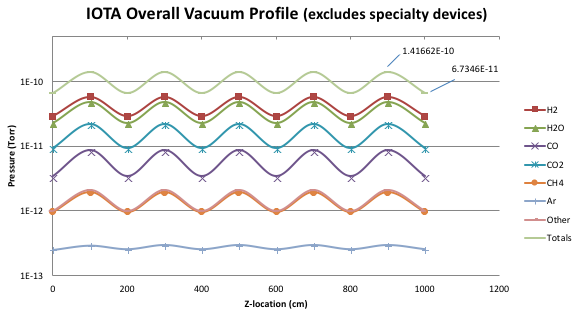 IOTA Overall Vacuum Profile (excludes specialty devices)
1.41662E-10
6.7346E-11
1E-10
1E-11
1E-12
1E-13
Pressure (Torr)
0
200
400
600
800
1000
1200
Z-location (cm)
H2
H2O
CO
CO2
CH4
Ar
Other
Totals